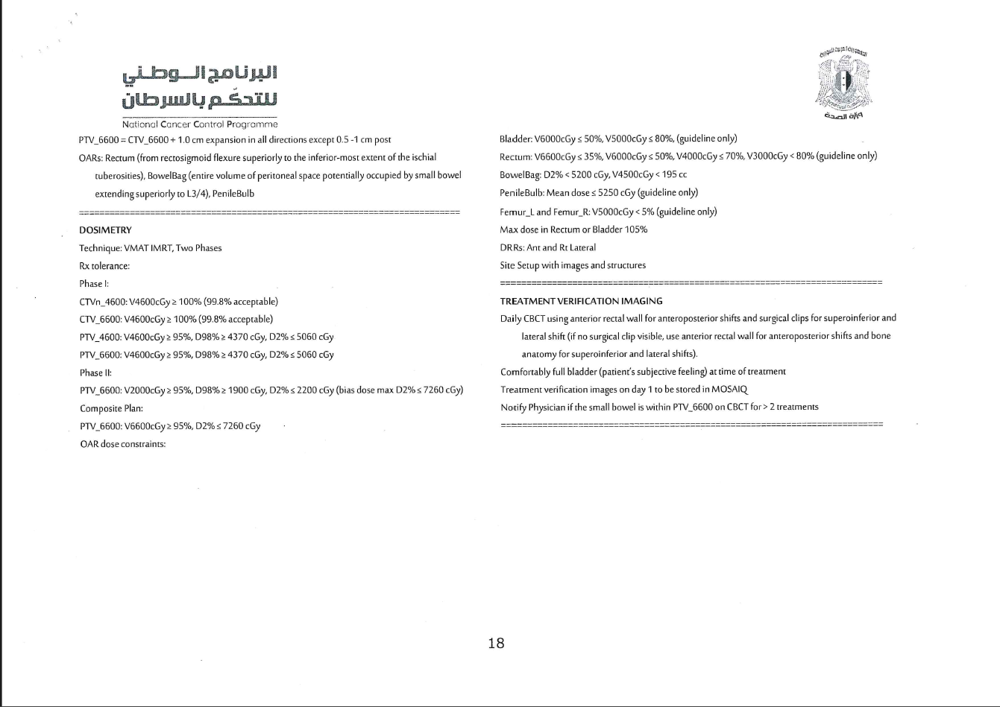 البرنامج الـوطني
للتحكّم بالسرطان
National Cancer Control Programme
الجمهورية العربية السورية
وزارة الصحة
PTV_6600 = CTV_6600 + 1.0 cm expansion in all directions except 0.5 -1 cm post
OARs: Rectum (from rectosigmoid flexure superiorly to the inferior-most extent of the ischial
tuberosities), BowelBag (entire volume of peritoneal space potentially occupied by small bowel
extending superiorly to L3/4), PenileBulb
===========================================================================
DOSIMETRY
Technique: VMAT IMRT, Two Phases
Rx tolerance:
Phase I:
CTVn_4600: V4600cGy ≥ 100% (99.8% acceptable)
CTV_6600: V4600cGy ≥ 100% (99.8% acceptable)
PTV_4600: V4600cGy ≥ 95%, D98% ≥ 4370 cGy, D2% ≤ 5060 cGy
PTV_6600: V4600cGy ≥ 95%, D98% ≥ 4370 cGy, D2% ≤ 5060 cGy
Phase II:
PTV_6600: V2000cGy ≥ 95%, D98% ≥ 1900 cGy, D2% ≤ 2200 cGy (bias dose max D2% ≤ 7260 cGy)
Composite Plan:
PTV_6600: V6600cGy ≥ 95%, D2% ≤ 7260 cGy
OAR dose constraints:
Bladder: V6000cGy ≤ 50%, V5000cGy ≤ 80%, (guideline only)
Rectum: V6600cGy ≤ 35%, V6000cGy ≤ 50%, V4000cGy ≤ 70%, V3000cGy < 80% (guideline only)
BowelBag: D2% < 5200 cGy, V4500cGy < 195 cc
PenileBulb: Mean dose ≤ 5250 cGy (guideline only)
Femur_L and Femur_R: V5000cGy < 5% (guideline only)
Max dose in Rectum or Bladder 105%
DRRs: Ant and Rt Lateral
Site Setup with images and structures
===========================================================================
TREATMENT VERIFICATION IMAGING
Daily CBCT using anterior rectal wall for anteroposterior shifts and surgical clips for superoinferior and
lateral shift (if no surgical clip visible, use anterior rectal wall for anteroposterior shifts and bone
anatomy for superoinferior and lateral shifts).
Comfortably full bladder (patient's subjective feeling) at time of treatment
Treatment verification images on day 1 to be stored in MOSAIQ
Notify Physician if the small bowel is within PTV_6600 on CBCT for > 2 treatments
===========================================================================
18